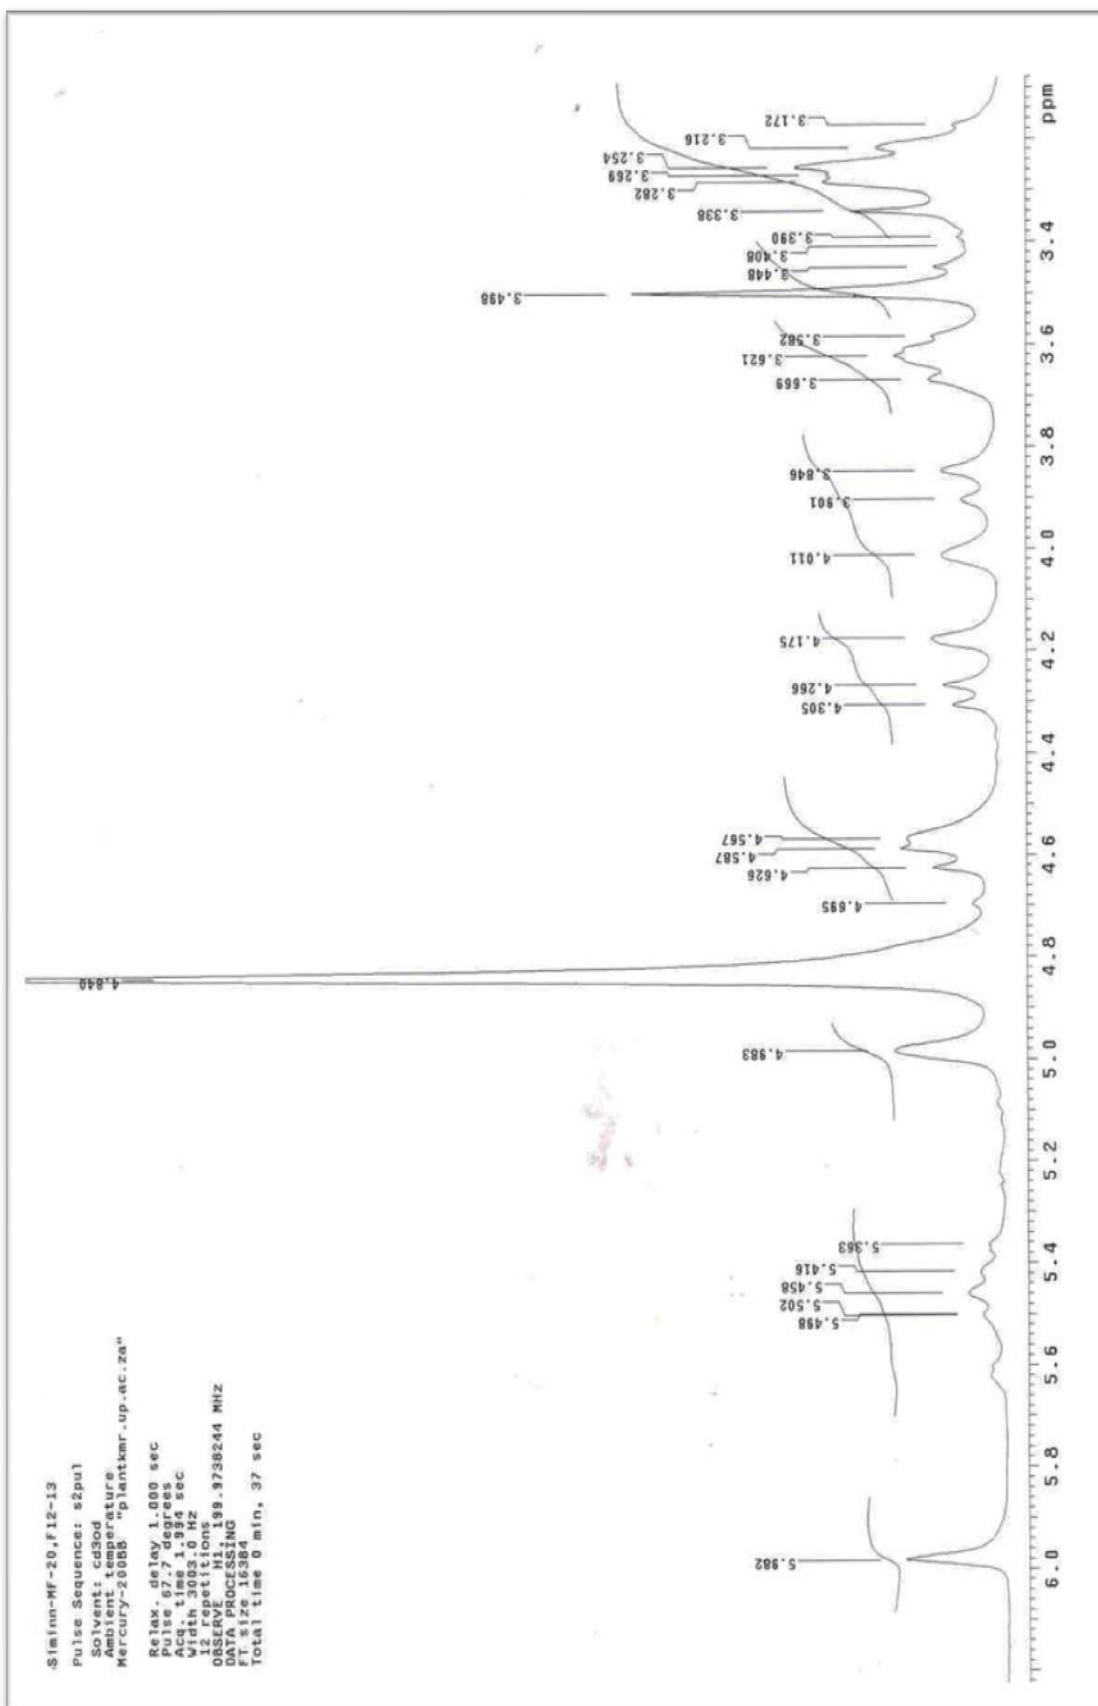 Siminn-MF-20,F12-13
Pulse Sequence: s2pul
Solvent: cd3od
Ambient temperature
Mercury-200BB "plantkmr.up.ac.za"
Relax. delay 1.000 sec
Pulse 67.7 degrees
Acq. time 1.994 sec
Width 3003.0 Hz
12 repetitions
OBSERVE H1, 199.9738244 MHz
DATA PROCESSING
FT size 16384
Total time 0 min, 37 sec
5.982
5.498
5.502
5.458
5.416
5.363
4.983
4.840
4.695
4.626
4.587
4.567
4.305
4.266
4.175
4.011
3.901
3.846
3.669
3.621
3.582
3.498
3.448
3.408
3.390
3.338
3.282
3.269
3.254
3.216
3.172
6.0 5.8 5.6 5.4 5.2 5.0 4.8 4.6 4.4 4.2 4.0 3.8 3.6 3.4 ppm